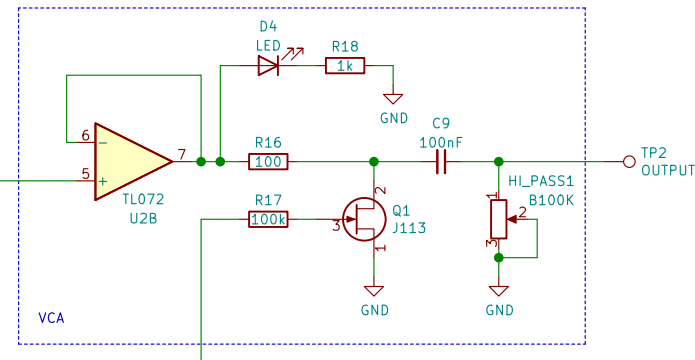 D4
LED
R18
1k
GND
6
7
5
TL072
U2B
R16
100
C9
100nF
TP2
OUTPUT
R17
100k
2
3
1
Q1
J113
HI_PASS1
B100K
1
2
3
GND
GND
VCA